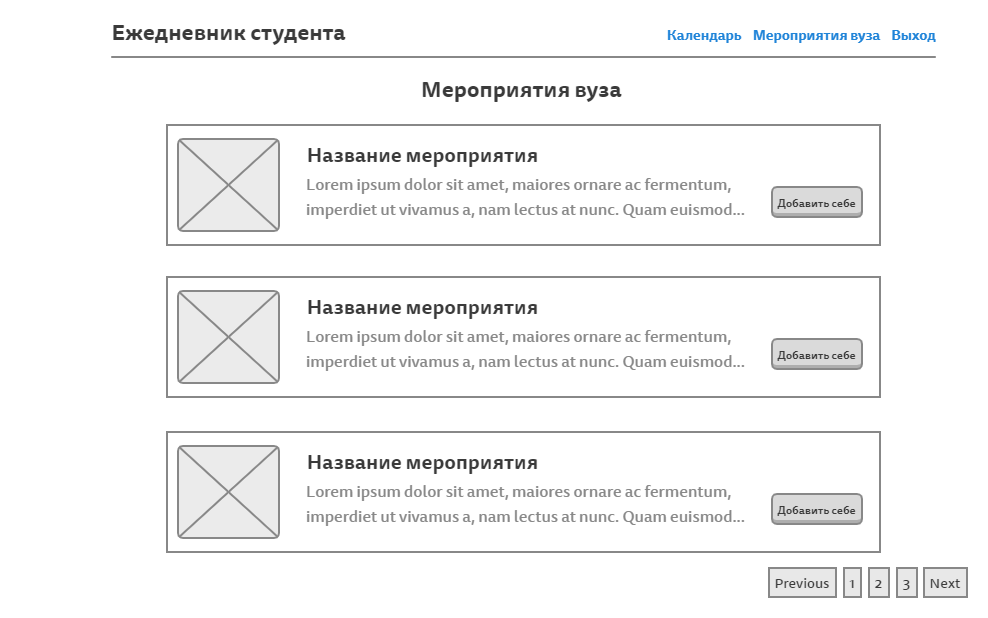 Ежедневник студента
Календарь Мероприятия вуза Выход
Мероприятия вуза
Название мероприятия
Lorem ipsum dolor sit amet, maiores ornare ac fermentum,
imperdiet ut vivamus a, nam lectus at nunc. Quam euismod...
Добавить себе
Название мероприятия
Lorem ipsum dolor sit amet, maiores ornare ac fermentum,
imperdiet ut vivamus a, nam lectus at nunc. Quam euismod...
Добавить себе
Название мероприятия
Lorem ipsum dolor sit amet, maiores ornare ac fermentum,
imperdiet ut vivamus a, nam lectus at nunc. Quam euismod...
Добавить себе
Previous 1 2 3 Next